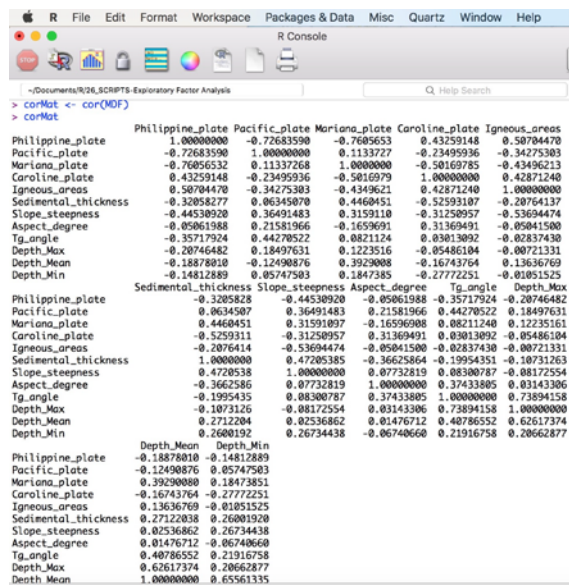 R File Edit Format Workspace Packages & Data Misc Quartz Window Help
R Console
STOP R
~/Documents/R/26_SCRIPTS-Exploratory Factor Analysis Help Search
> corMat <- cor(MDF)
> corMat
Philippine_plate Pacific_plate Mariana_plate Caroline_plate Igneous_areas
Philippine_plate 1.00000000 -0.72683590 -0.7605653 0.43259148 0.50704470
Pacific_plate -0.72683590 1.00000000 0.1133727 -0.23495936 -0.34275303
Mariana_plate -0.76056532 0.11337268 1.0000000 -0.50169785 -0.43496213
Caroline_plate 0.43259148 -0.23495936 -0.5016979 1.00000000 0.42871240
Igneous_areas 0.50704470 -0.34275303 -0.4349621 0.42871240 1.00000000
Sedimental_thickness -0.32058277 0.06345070 0.4460451 -0.52593107 -0.20764137
Slope_steepness -0.44530920 0.36491483 0.3159110 -0.31250957 -0.53694474
Aspect_degree -0.05061988 0.21581966 -0.1659691 0.31369491 -0.05041500
Tg_angle -0.35717924 0.44270522 0.0821124 0.03013092 -0.02837430
Depth_Max -0.20746482 0.18497631 0.1223516 -0.05486104 -0.00721331
Depth_Mean -0.18878010 -0.12490876 0.3929008 -0.16743764 0.13636769
Depth_Min -0.14812889 0.05747503 0.1847385 -0.27772251 -0.01051525
Sedimental_thickness Slope_steepness Aspect_degree Tg_angle Depth_Max
Philippine_plate -0.3205828 -0.44530920 -0.05061988 -0.35717924 -0.20746482
Pacific_plate 0.0634507 0.36491483 0.21581966 0.44270522 0.18497631
Mariana_plate 0.4460451 0.31591097 -0.16596908 0.08211240 0.12235161
Caroline_plate -0.5259311 -0.31250957 0.31369491 0.03013092 -0.05486104
Igneous_areas -0.2076414 -0.53694474 -0.05041500 -0.02837430 -0.00721331
Sedimental_thickness 1.0000000 0.47205385 -0.36625864 -0.19954351 -0.10731263
Slope_steepness 0.4720538 1.00000000 0.07732819 0.08300787 -0.08172554
Aspect_degree -0.3662586 0.07732819 1.00000000 0.37433805 0.03143306
Tg_angle -0.1995435 0.08300787 0.37433805 1.00000000 0.73894158
Depth_Max -0.1073126 -0.08172554 0.03143306 0.73894158 1.00000000
Depth_Mean 0.2712204 0.02536862 0.01476712 0.40786552 0.62617374
Depth_Min 0.2600192 0.26734438 -0.06740660 0.21916758 0.20662877
Depth_Mean Depth_Min
Philippine_plate -0.18878010 -0.14812889
Pacific_plate -0.12490876 0.05747503
Mariana_plate 0.39290080 0.18473851
Caroline_plate -0.16743764 -0.27772251
Igneous_areas 0.13636769 -0.01051525
Sedimental_thickness 0.27122038 0.26001920
Slope_steepness 0.02536862 0.26734438
Aspect_degree 0.01476712 -0.06740660
Tg_angle 0.40786552 0.21916758
Depth_Max 0.62617374 0.20662877
Depth_Mean 1.00000000 0.65561335